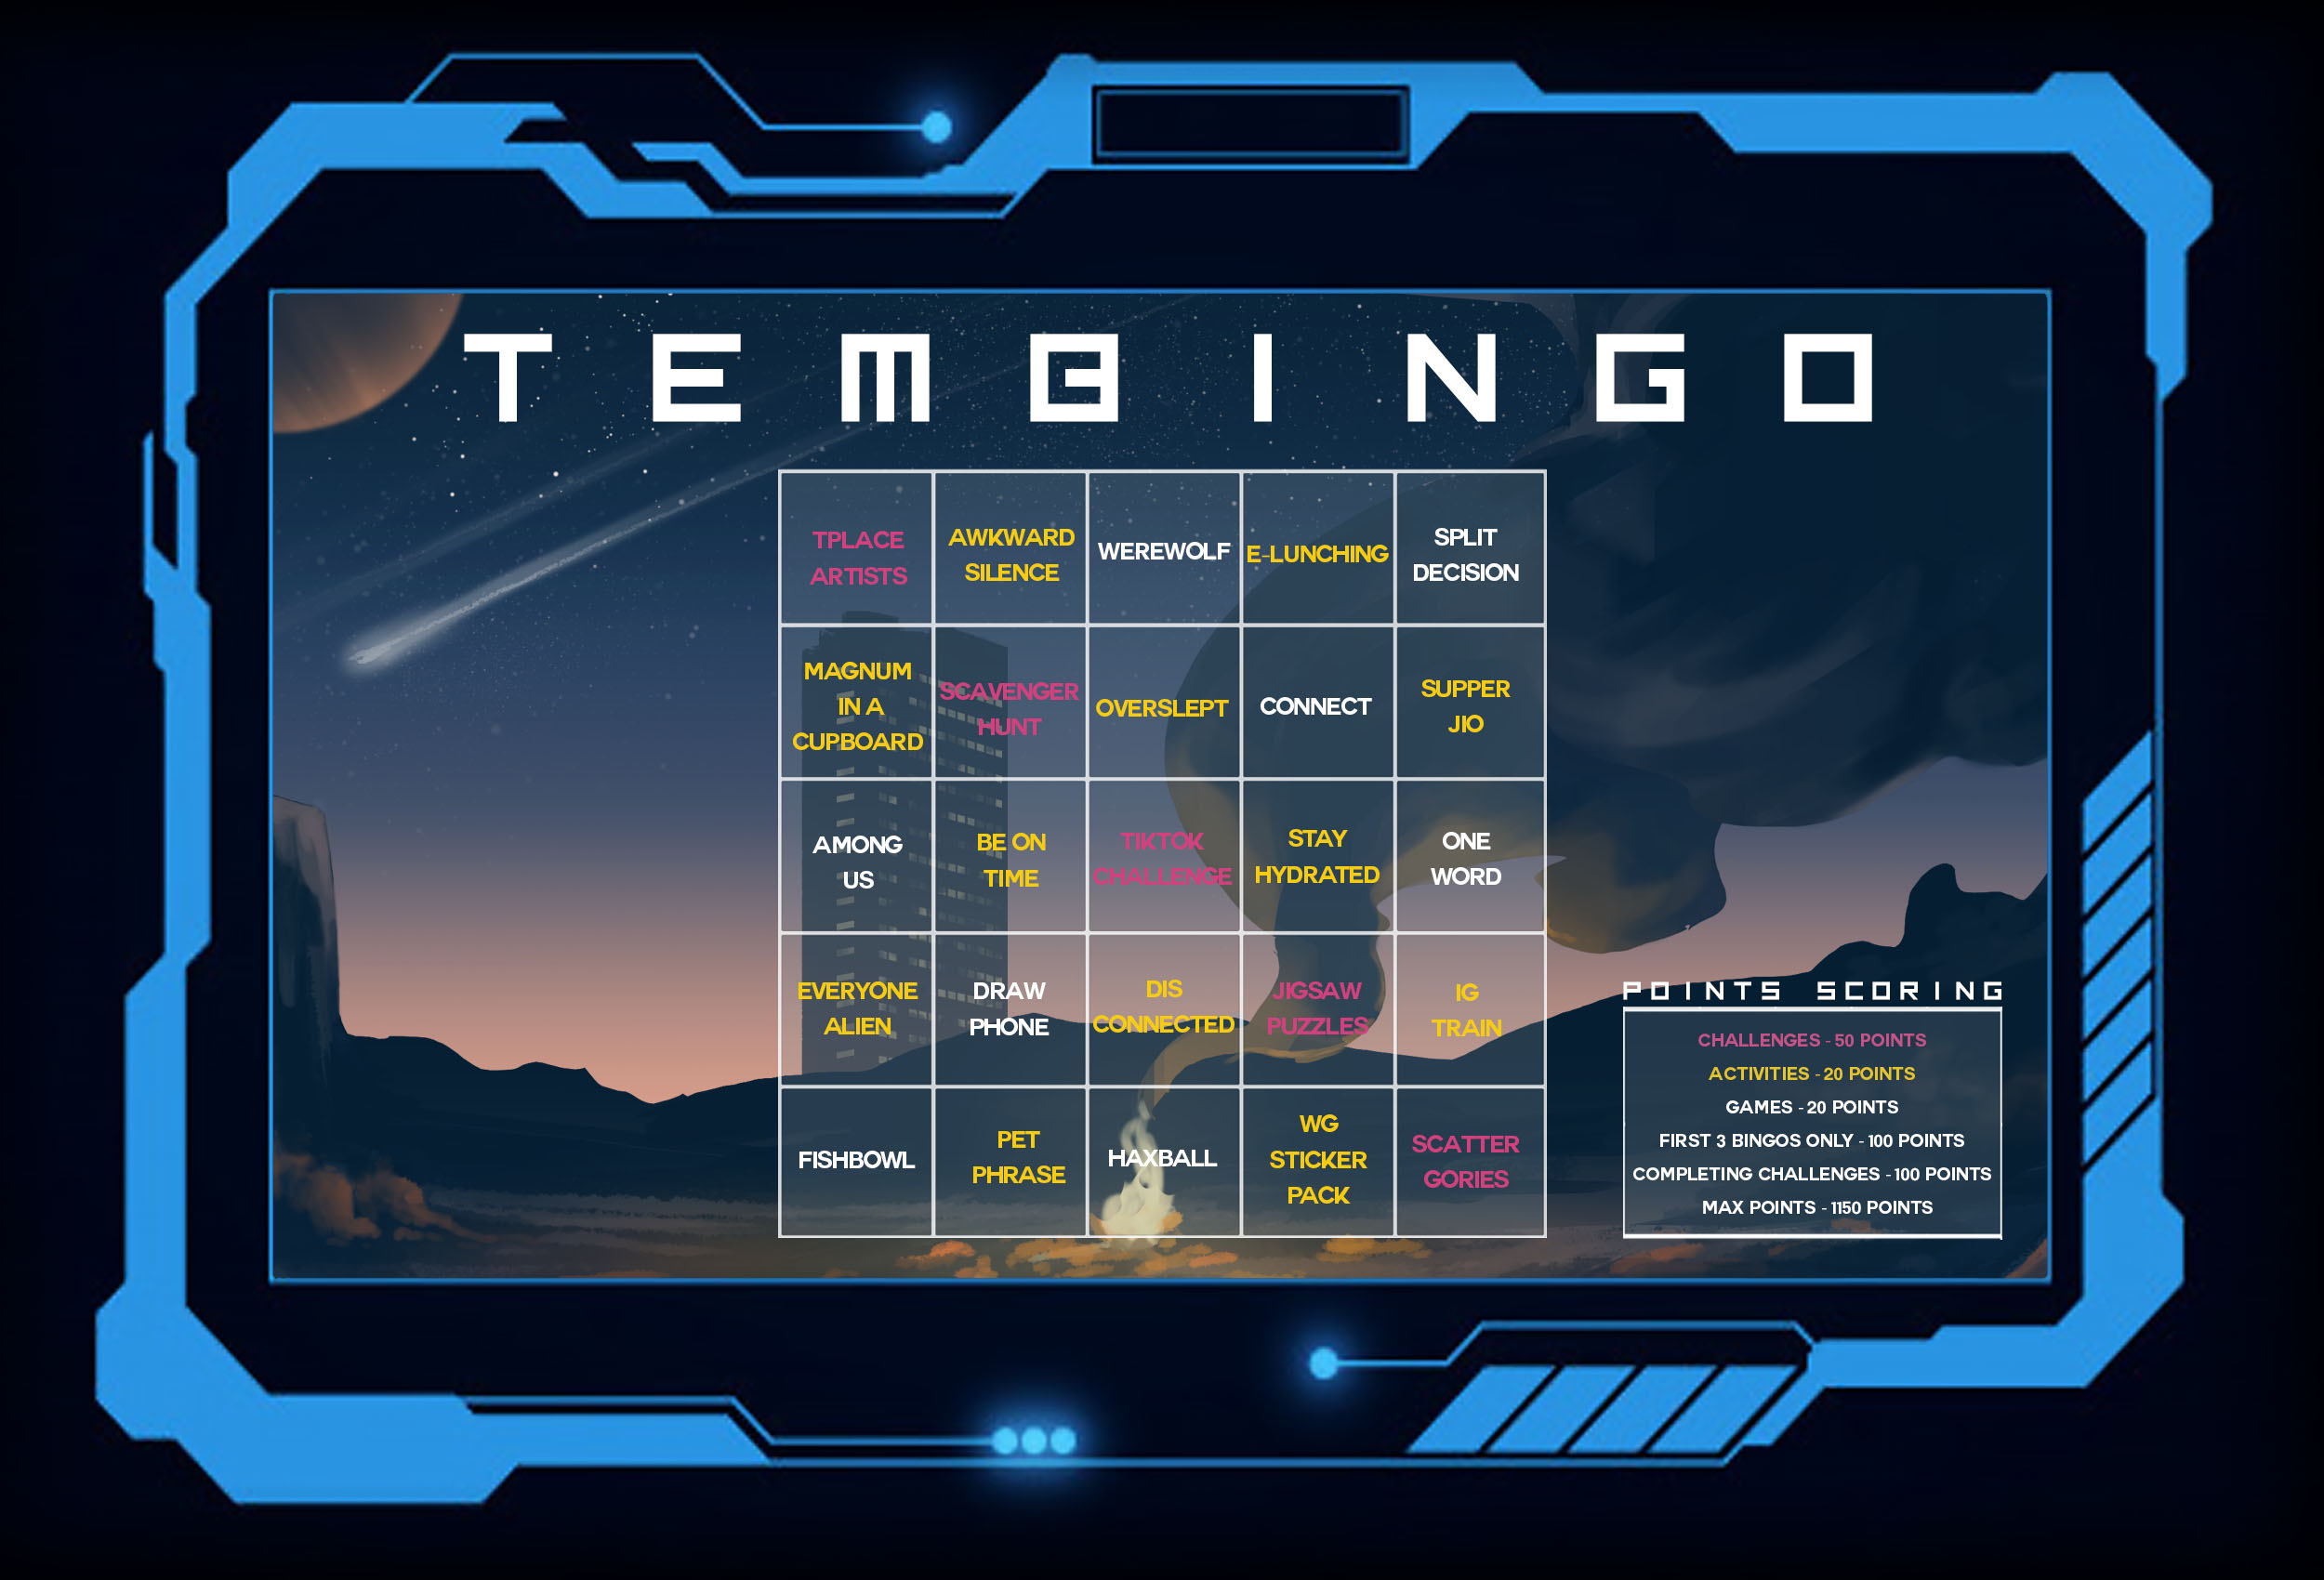 TEMBINGO
TPLACE
ARTISTS
AWKWARD
SILENCE
WEREWOLF
E-LUNCHING
SPLIT
DECISION
MAGNUM
IN A
CUPBOARD
SCAVENGER
HUNT
OVERSLEPT
CONNECT
SUPPER
JIO
AMONG
US
BE ON
TIME
TIKTOK
CHALLENGE
STAY
HYDRATED
ONE
WORD
EVERYONE
ALIEN
DRAW
PHONE
DIS
CONNECTED
JIGSAW
PUZZLES
IG
TRAIN
FISHBOWL
PET
PHRASE
HAXBALL
WG
STICKER
PACK
SCATTER
GORIES
POINTS SCORING
CHALLENGES - 50 POINTS
ACTIVITIES - 20 POINTS
GAMES - 20 POINTS
FIRST 3 BINGOS ONLY - 100 POINTS
COMPLETING CHALLENGES - 100 POINTS
MAX POINTS - 1150 POINTS